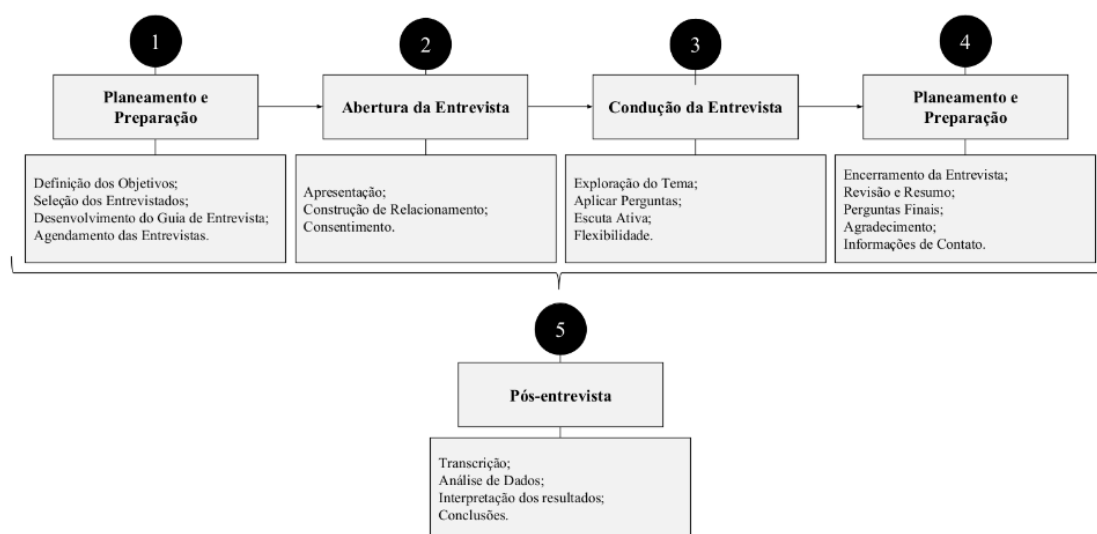 1
Planeamento e
Preparação
Definição dos Objetivos;
Seleção dos Entrevistados;
Desenvolvimento do Guia de Entrevista;
Agendamento das Entrevistas.
2
Abertura da Entrevista
Apresentação;
Construção de Relacionamento;
Consentimento.
3
Condução da Entrevista
Exploração do Tema;
Aplicar Perguntas;
Escuta Ativa;
Flexibilidade.
4
Planeamento e
Preparação
Encerramento da Entrevista;
Revisão e Resumo;
Perguntas Finais;
Agradecimento;
Informações de Contato.
5
Pós-entrevista
Transcrição;
Análise de Dados;
Interpretação dos resultados;
Conclusões.